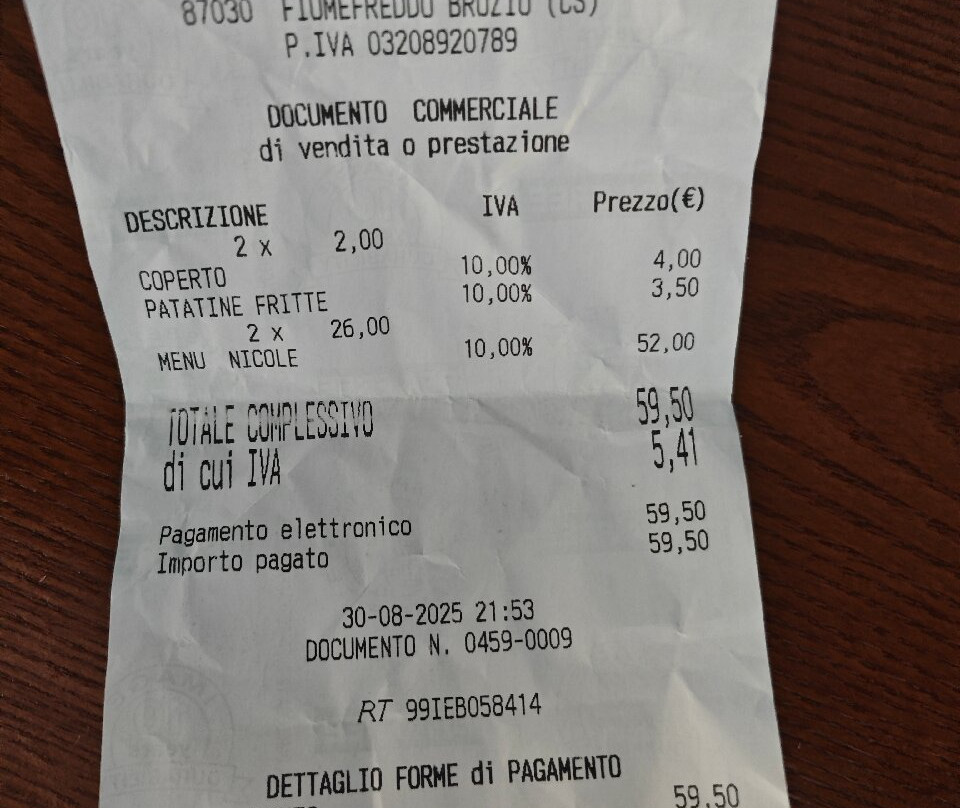 87030 FIUMEFREDDO BRUZIO (CS)
P.IVA 03208920789
DOCUMENTO COMMERCIALE
di vendita o prestazione
DESCRIZIONE IVA Prezzo(€)
2 x 2,00
COPERTO 10,00% 4,00
PATATINE FRITTE 10,00% 3,50
2 x 26,00
MENU NICOLE 10,00% 52,00
TOTALE COMPLESSIVO 59,50
di cui IVA 5,41
Pagamento elettronico 59,50
Importo pagato 59,50
30-08-2025 21:53
DOCUMENTO N. 0459-0009
RT 99IEB058414
DETTAGLIO FORME di PAGAMENTO
59,50